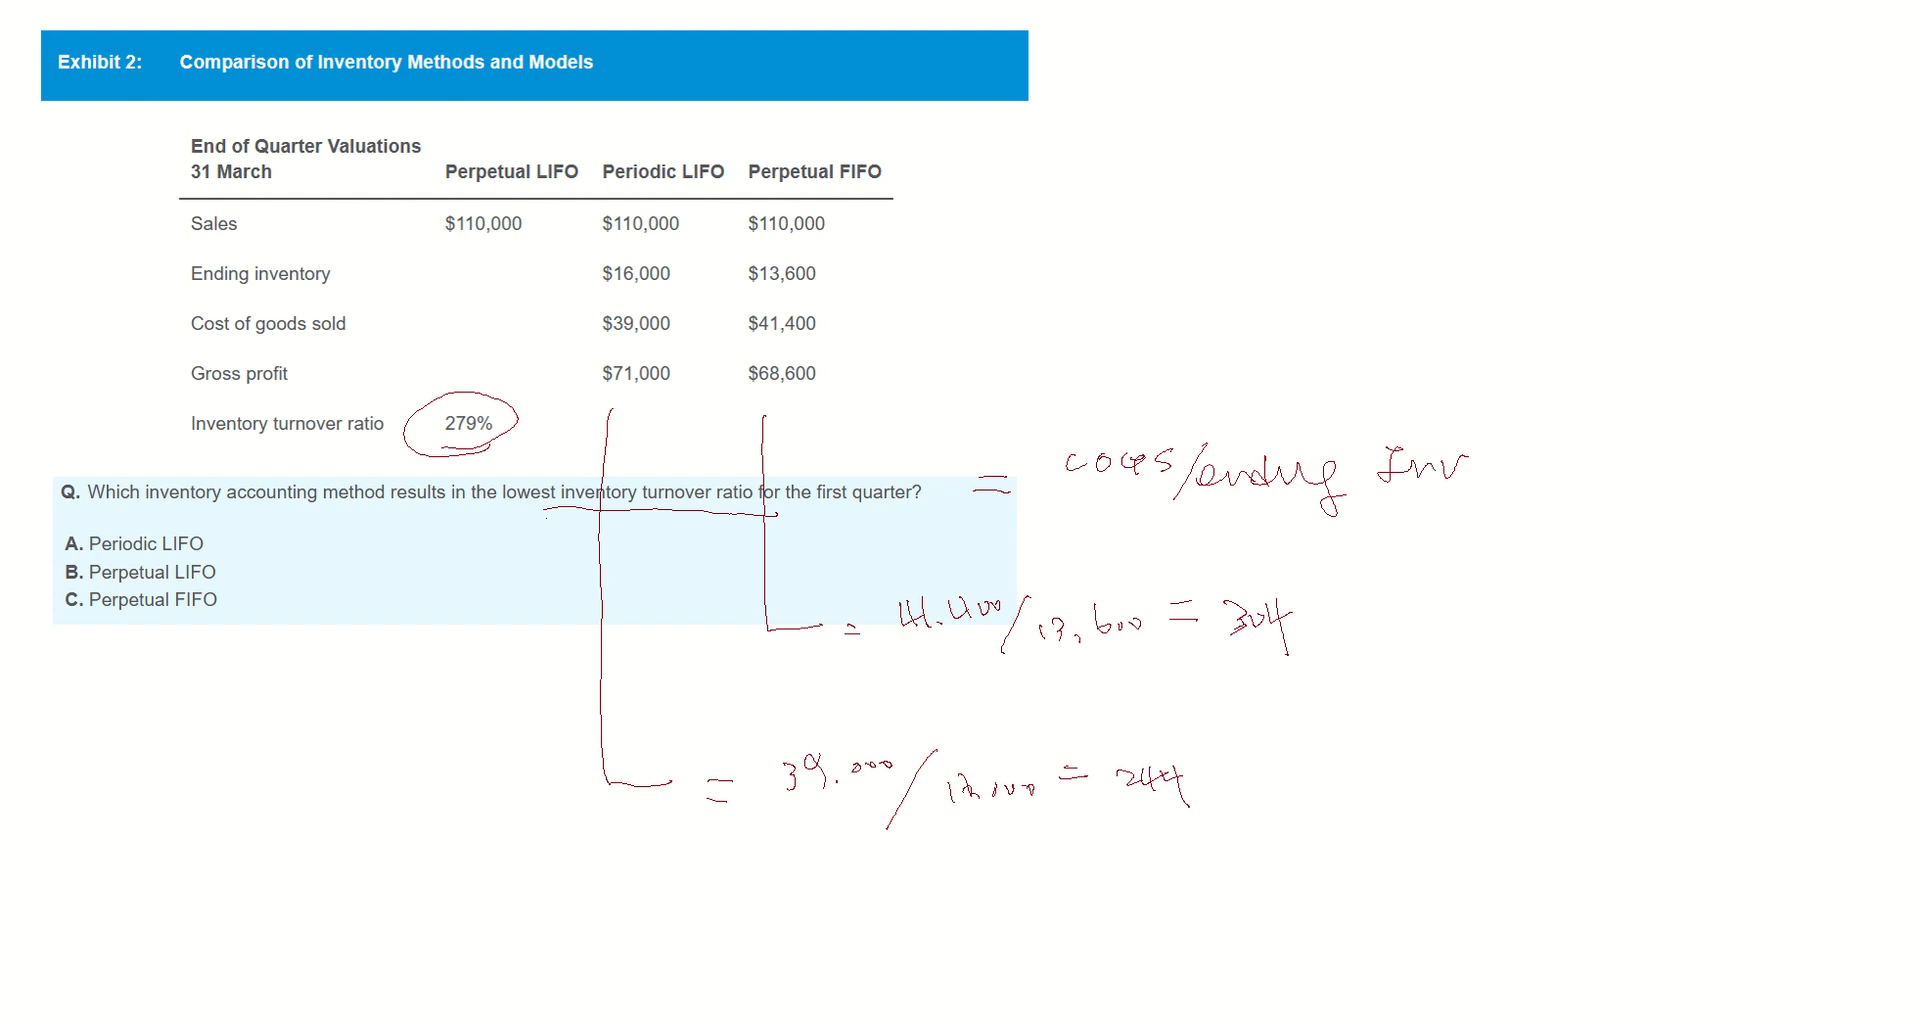 Exhibit 2: Comparison of Inventory Methods and Models
End of Quarter Valuations
31 March Perpetual LIFO Periodic LIFO Perpetual FIFO
Sales $110,000 $110,000 $110,000
Ending inventory $16,000 $13,600
Cost of goods sold $39,000 $41,400
Gross profit $71,000 $68,600
Inventory turnover ratio 279%
= COGS/ending Inv
Q. Which inventory accounting method results in the lowest inventory turnover ratio for the first quarter?
A. Periodic LIFO
B. Perpetual LIFO
C. Perpetual FIFO
= 41.400/13,600 = 304
= 39.000/ = 244